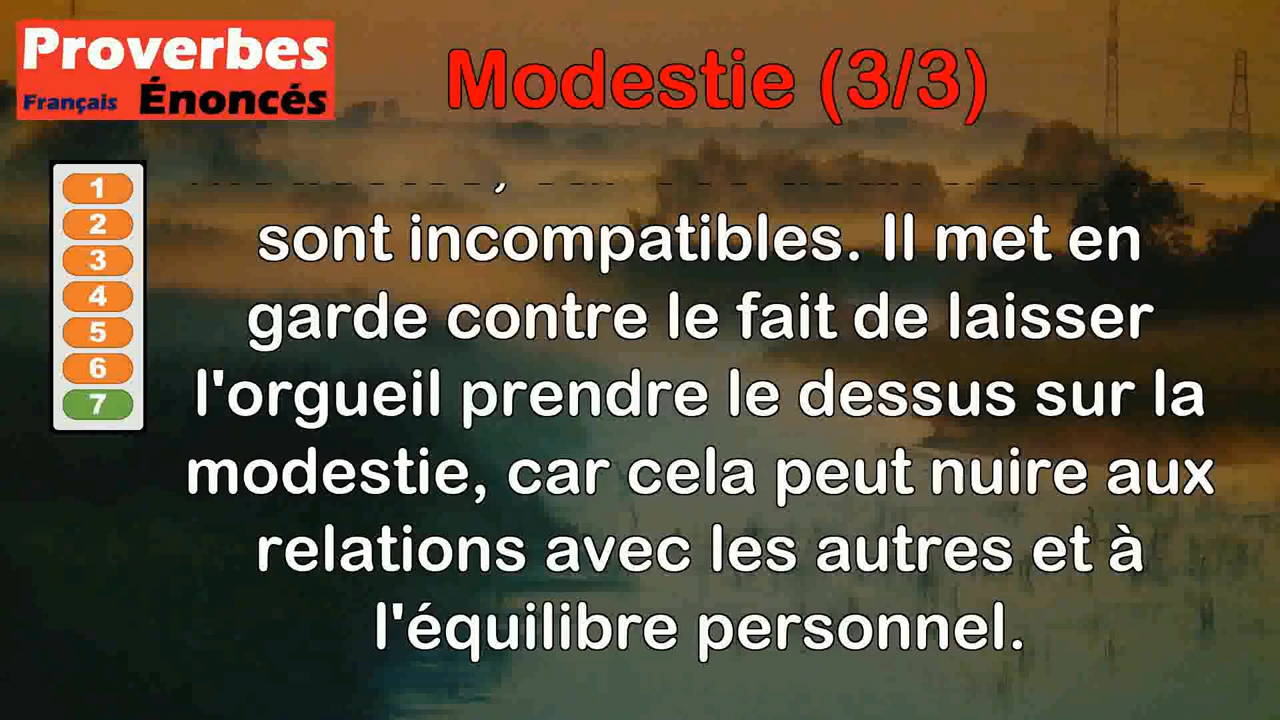 Proverbes
Français Énoncés
Modestie (3/3)
1
2
3
4
5
6
7
sont incompatibles. Il met en
garde contre le fait de laisser
l'orgueil prendre le dessus sur la
modestie, car cela peut nuire aux
relations avec les autres et à
l'équilibre personnel.